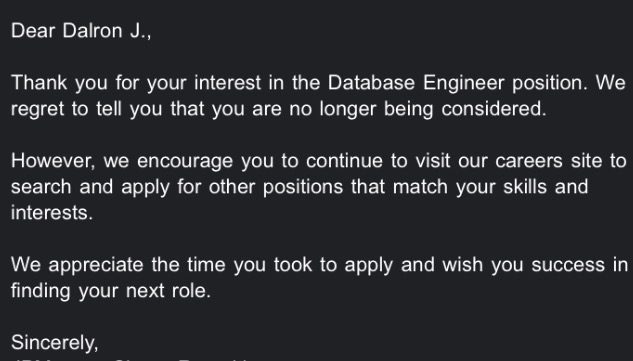 Dear Dalron J.,
Thank you for your interest in the Database Engineer position. We
regret to tell you that you are no longer being considered.
However, we encourage you to continue to visit our careers site to
search and apply for other positions that match your skills and
interests.
We appreciate the time you took to apply and wish you success in
finding your next role.
Sincerely,